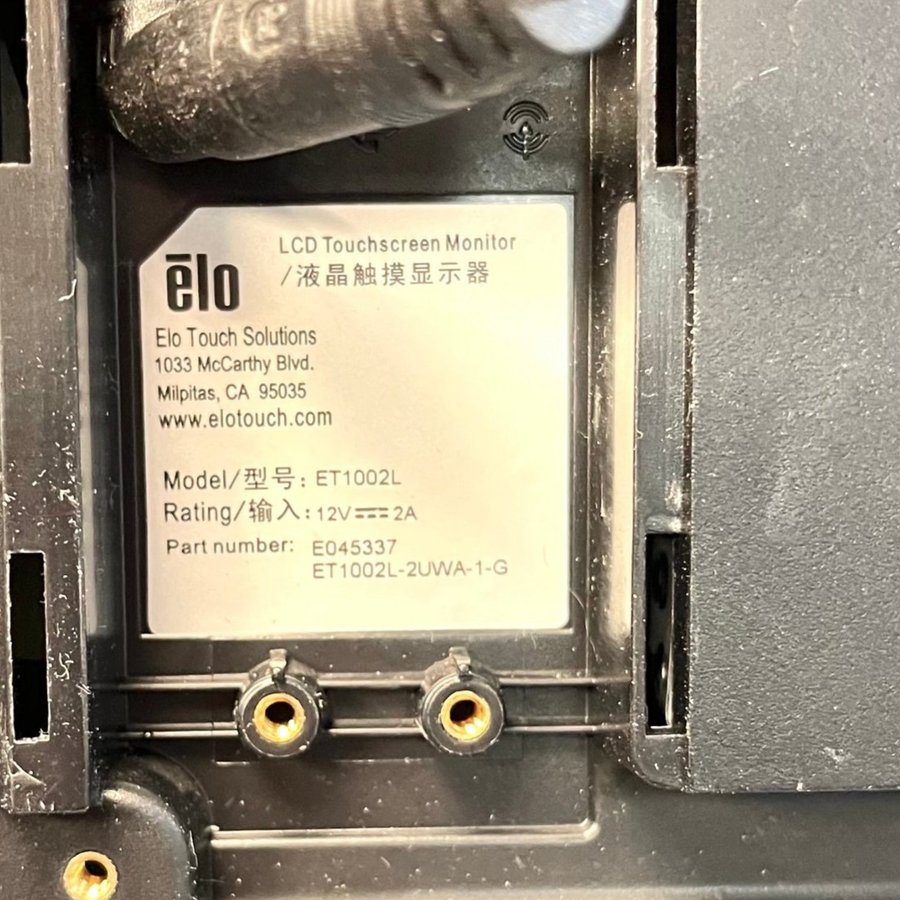 LCD Touchscreen Monitor
/液晶触摸显示器
ēlo
Elo Touch Solutions
1033 McCarthy Blvd.
Milpitas, CA 95035
www.elotouch.com
Model/型号: ET1002L
Rating/输入: 12V⎓2A
Part number: E045337
ET1002L-2UWA-1-G